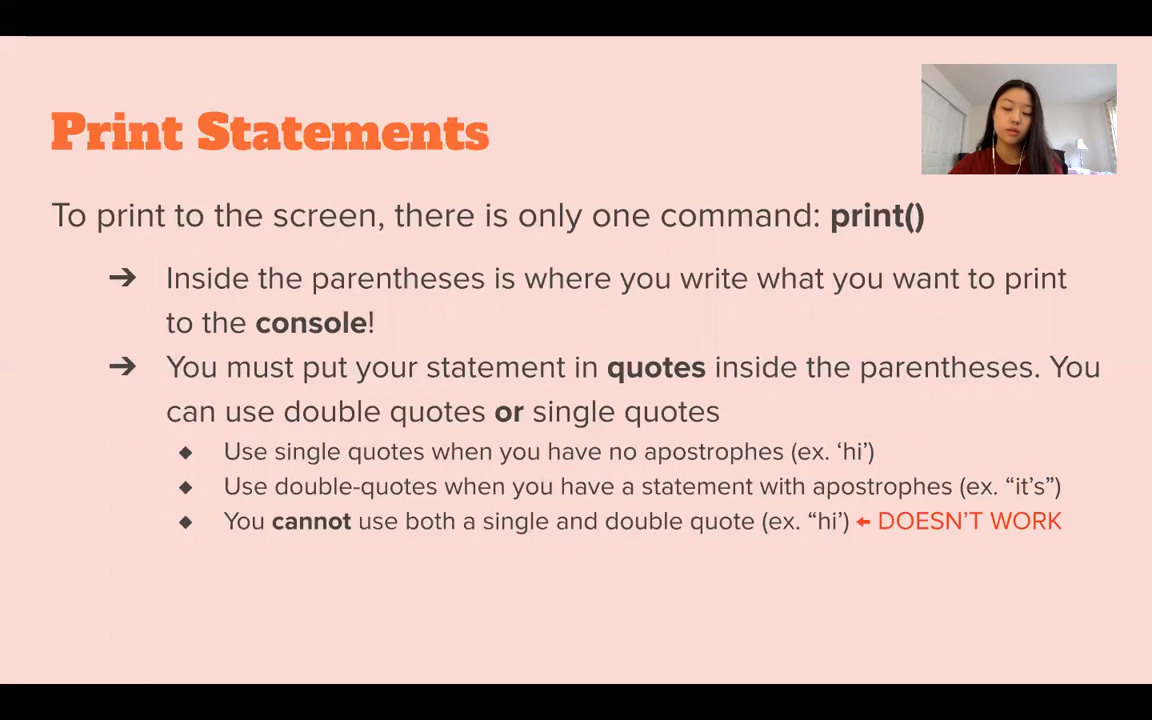 Print Statements
To print to the screen, there is only one command: print()
➔ Inside the parentheses is where you write what you want to print
to the console!
➔ You must put your statement in quotes inside the parentheses. You
can use double quotes or single quotes
◆ Use single quotes when you have no apostrophes (ex. ‘hi’)
◆ Use double-quotes when you have a statement with apostrophes (ex. “it’s”)
◆ You cannot use both a single and double quote (ex. “hi’) ← DOESN’T WORK